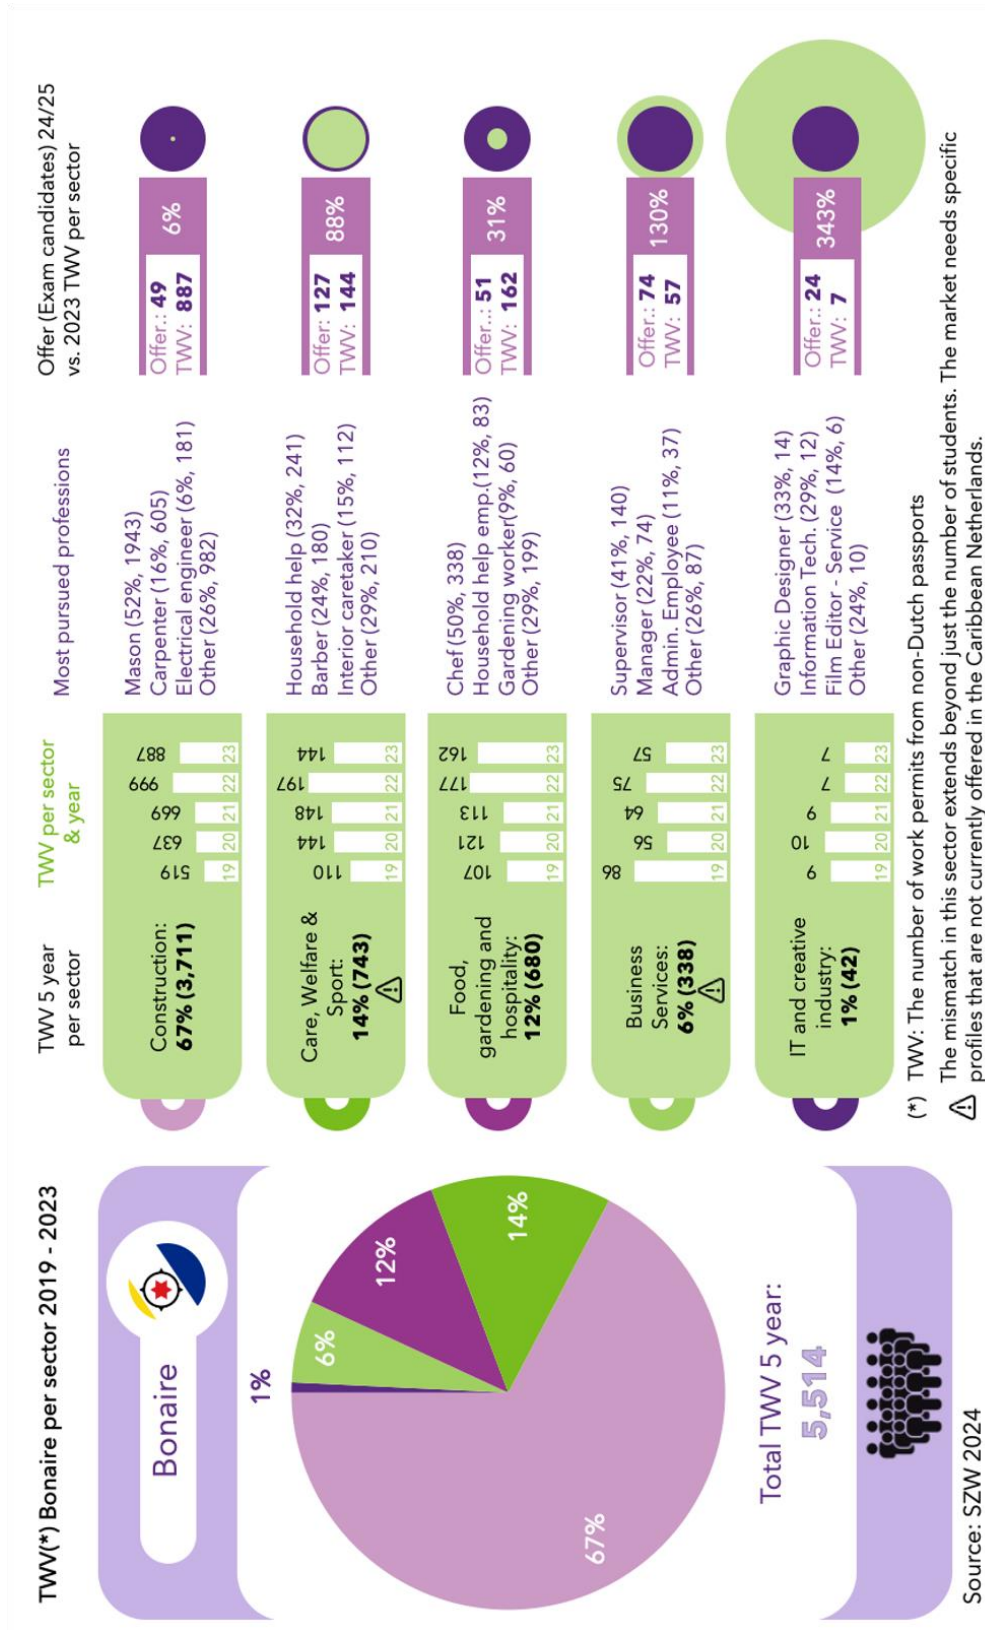 TWV(*) Bonaire per sector 2019 - 2023
Bonaire
1%
6%
12%
14%
67%
Total TWV 5 year:
5,514
Source: SZW 2024
TWV 5 year
per sector
TWV per sector
& year
Most pursued professions
Offer (Exam candidates) 24/25
vs. 2023 TWV per sector
Construction:
67% (3,711)
519 637 669 999 887
19 20 21 22 23
Mason (52%, 1943)
Carpenter (16%, 605)
Electrical engineer (6%, 181)
Other (26%, 982)
Offer.: 49
TWV: 887
6%
Care, Welfare &
Sport:
14% (743)
110 144 148 197 144
19 20 21 22 23
Household help (32%, 241)
Barber (24%, 180)
Interior caretaker (15%, 112)
Other (29%, 210)
Offer: 127
TWV: 144
88%
Food,
gardening and
hospitality:
12% (680)
107 121 113 177 162
19 20 21 22 23
Chef (50%, 338)
Household help emp.(12%, 83)
Gardening worker(9%, 60)
Other (29%, 199)
Offer..: 51
TWV: 162
31%
Business
Services:
6% (338)
86 56 64 75 57
19 20 21 22 23
Supervisor (41%, 140)
Manager (22%, 74)
Admin. Employee (11%, 37)
Other (26%, 87)
Offer.: 74
TWV: 57
130%
IT and creative
industry:
1% (42)
9 10 9 7 7
19 20 21 22 23
Graphic Designer (33%, 14)
Information Tech. (29%, 12)
Film Editor - Service (14%, 6)
Other (24%, 10)
Offer.: 24
TWV: 7
343%
(*) TWV: The number of work permits from non-Dutch passports
The mismatch in this sector extends beyond just the number of students. The market needs specific
profiles that are not currently offered in the Caribbean Netherlands.